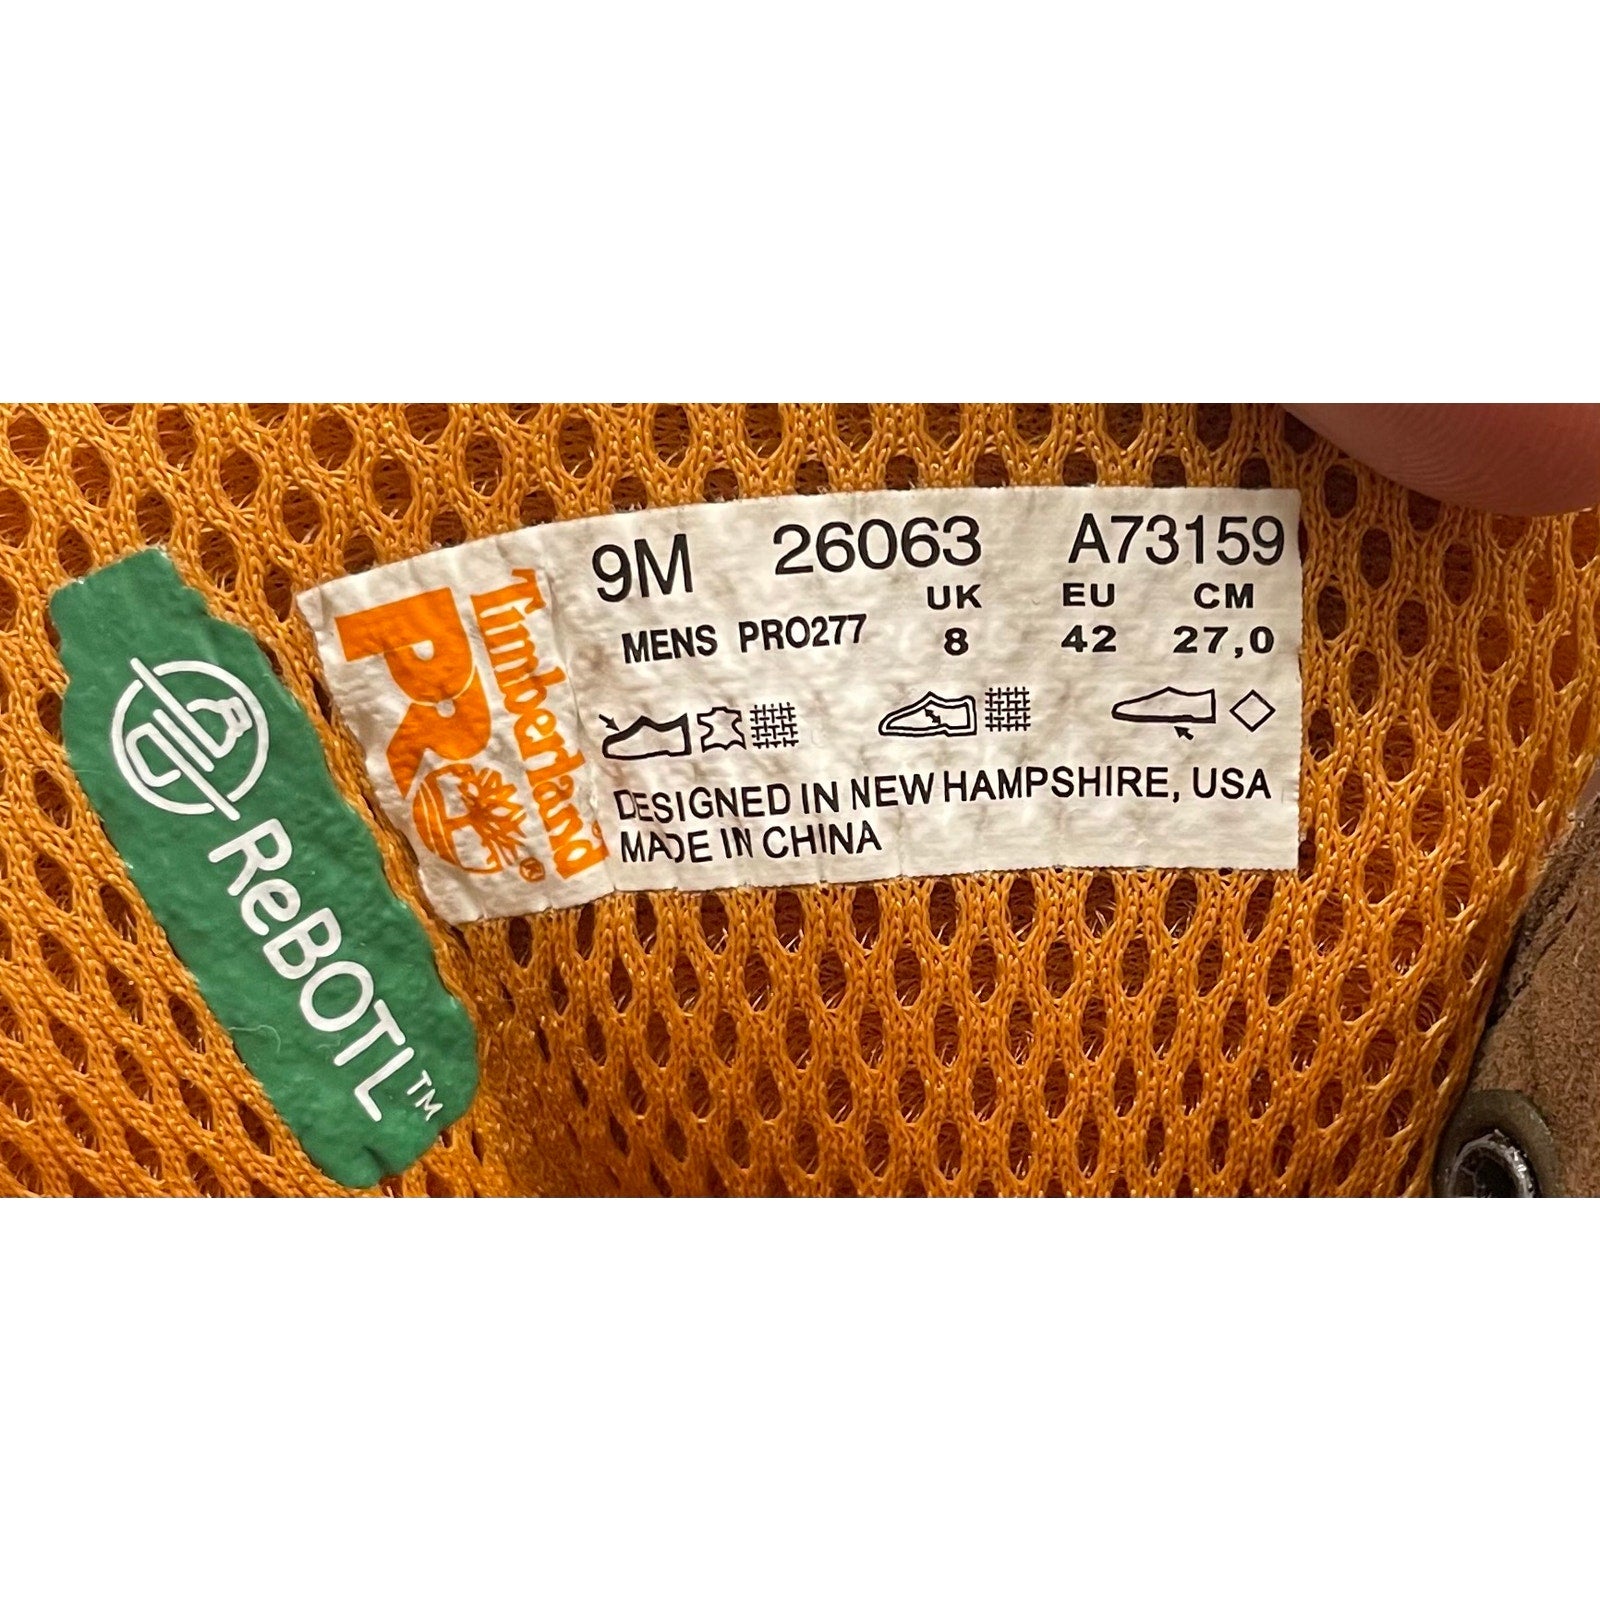 ReBOTL™
Timberland
PRO®
9M 26063 A73159
MENS PRO277 UK EU CM
8 42 27,0
DESIGNED IN NEW HAMPSHIRE, USA
MADE IN CHINA